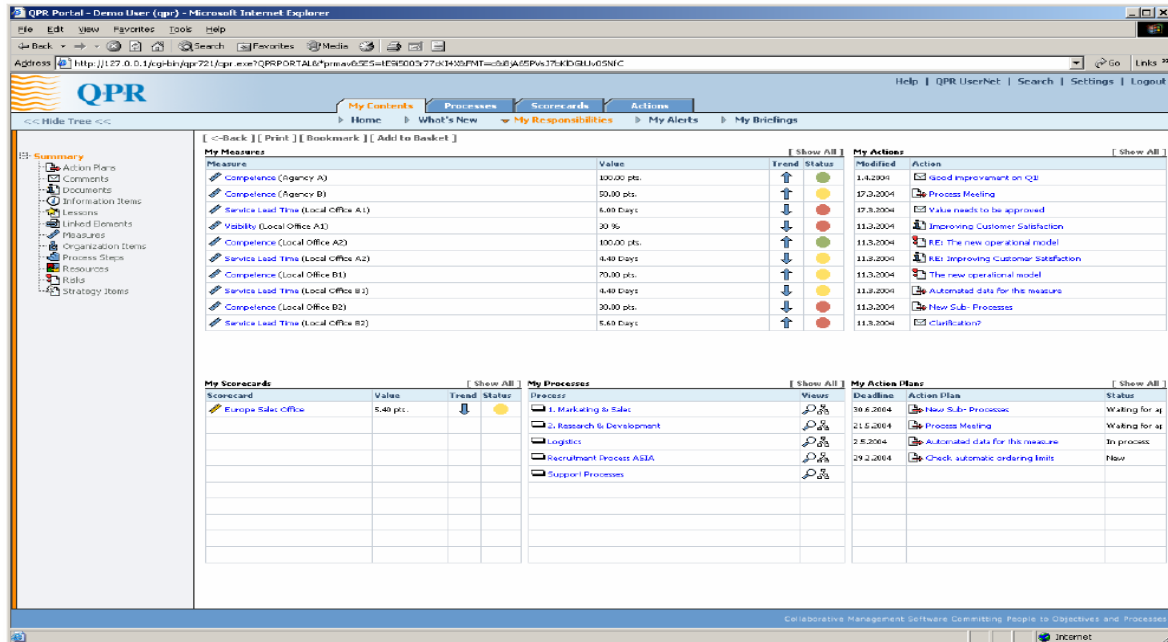 QPR Portal - Demo User (qpr) - Microsoft Internet Explorer
File Edit View Favorites Tools Help
Back Search Favorites Media
Address Go Links
Help | QPR UserNet | Search | Settings | Logout
QPR
My Contents Processes Scorecards Actions
<< Hide Tree << Home What's New My Responsibilities My Alerts My Briefings
[ <-Back ] [ Print ] [ Bookmark ] [ Add to Basket ]
Summary
Action Plans
Comments
Documents
Information Items
Lessons
Linked Elements
Measures
Organization Items
Process Steps
Resources
Risks
Strategy Items
My Measures [ Show All ]
Measure Value Trend Status
Competence (Agency A) 100.00 pts.
Competence (Agency B) 50.00 pts.
Service Lead Time (Local Office A1) 6.00 Days
Visibility (Local Office A1) 30 %
Competence (Local Office A2) 100.00 pts.
Service Lead Time (Local Office A2) 4.40 Days
Competence (Local Office B1) 70.00 pts.
Service Lead Time (Local Office B1) 4.40 Days
Competence (Local Office B2) 30.00 pts.
Service Lead Time (Local Office B2) 5.60 Days
My Actions [ Show All ]
Modified Action
1.4.2004 Good improvement on Q1!
17.3.2004 Process Meeting
17.3.2004 Value needs to be approved
11.3.2004 Improving Customer Satisfaction
11.3.2004 RE: The new operational model
11.3.2004 RE: Improving Customer Satisfaction
11.3.2004 The new operational model
11.3.2004 Automated data for this measure
11.3.2004 New Sub- Processes
11.3.2004 Clarification?
My Scorecards [ Show All ]
Scorecard Value Trend Status
Europe Sales Office 5.40 pts.
My Processes [ Show All ]
Process Views
1. Marketing & Sales
2. Research & Development
Logistics
Recruitment Process ASIA
Support Processes
My Action Plans [ Show All ]
Deadline Action Plan Status
30.6.2004 New Sub- Processes Waiting for ap
21.5.2004 Process Meeting Waiting for ap
2.5.2004 Automated data for this measure In process
29.2.2004 Check automatic ordering limits New
Collaborative Management Software Committing People to Objectives and Processes
Internet